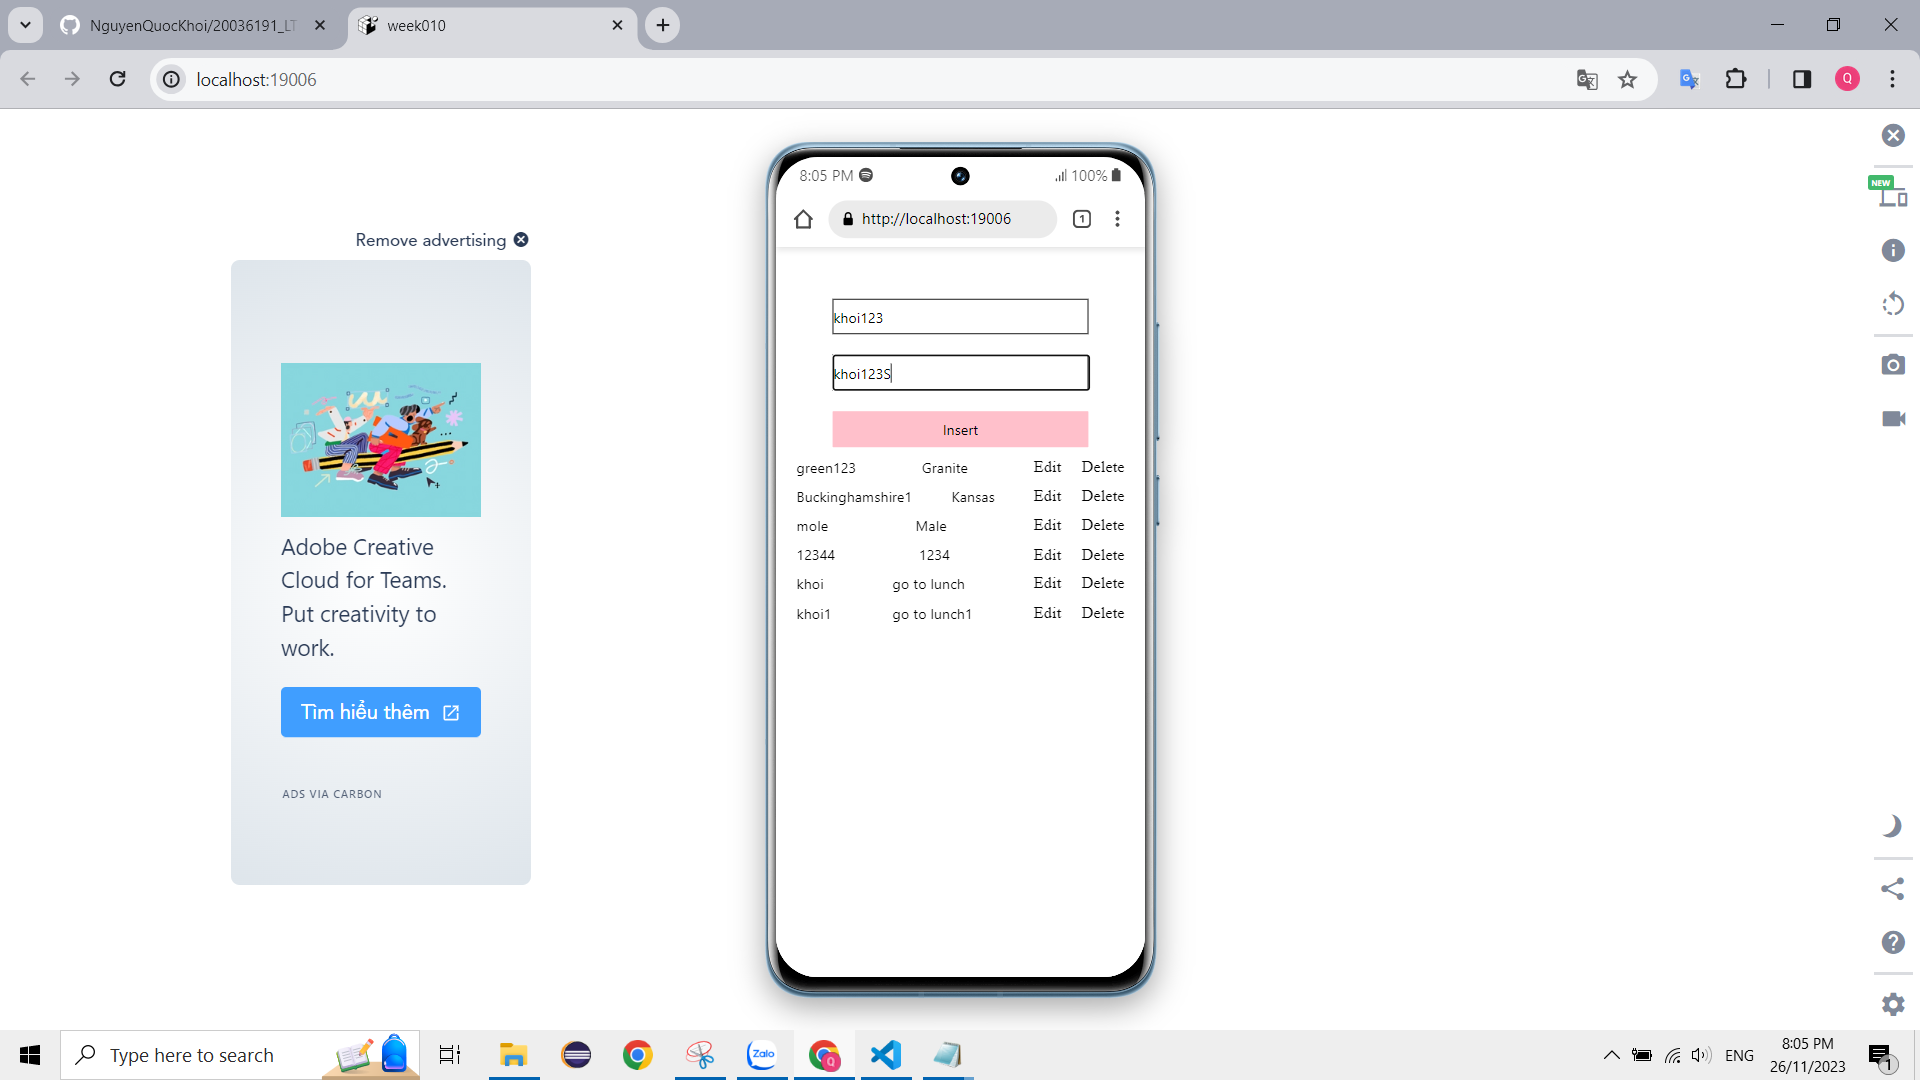 NguyenQuocKhoi/20036191_LT
week010
localhost:19006
Q
Remove advertising
Adobe Creative
Cloud for Teams.
Put creativity to
work.
Tìm hiểu thêm
ADS VIA CARBON
8:05 PM
100%
http://localhost:19006
1
khoi123
khoi123S
Insert
green123 Granite Edit Delete
Buckinghamshire1 Kansas Edit Delete
mole Male Edit Delete
12344 1234 Edit Delete
khoi go to lunch Edit Delete
khoi1 go to lunch1 Edit Delete
NEW
Type here to search
Zalo
Q
ENG
8:05 PM
26/11/2023
1